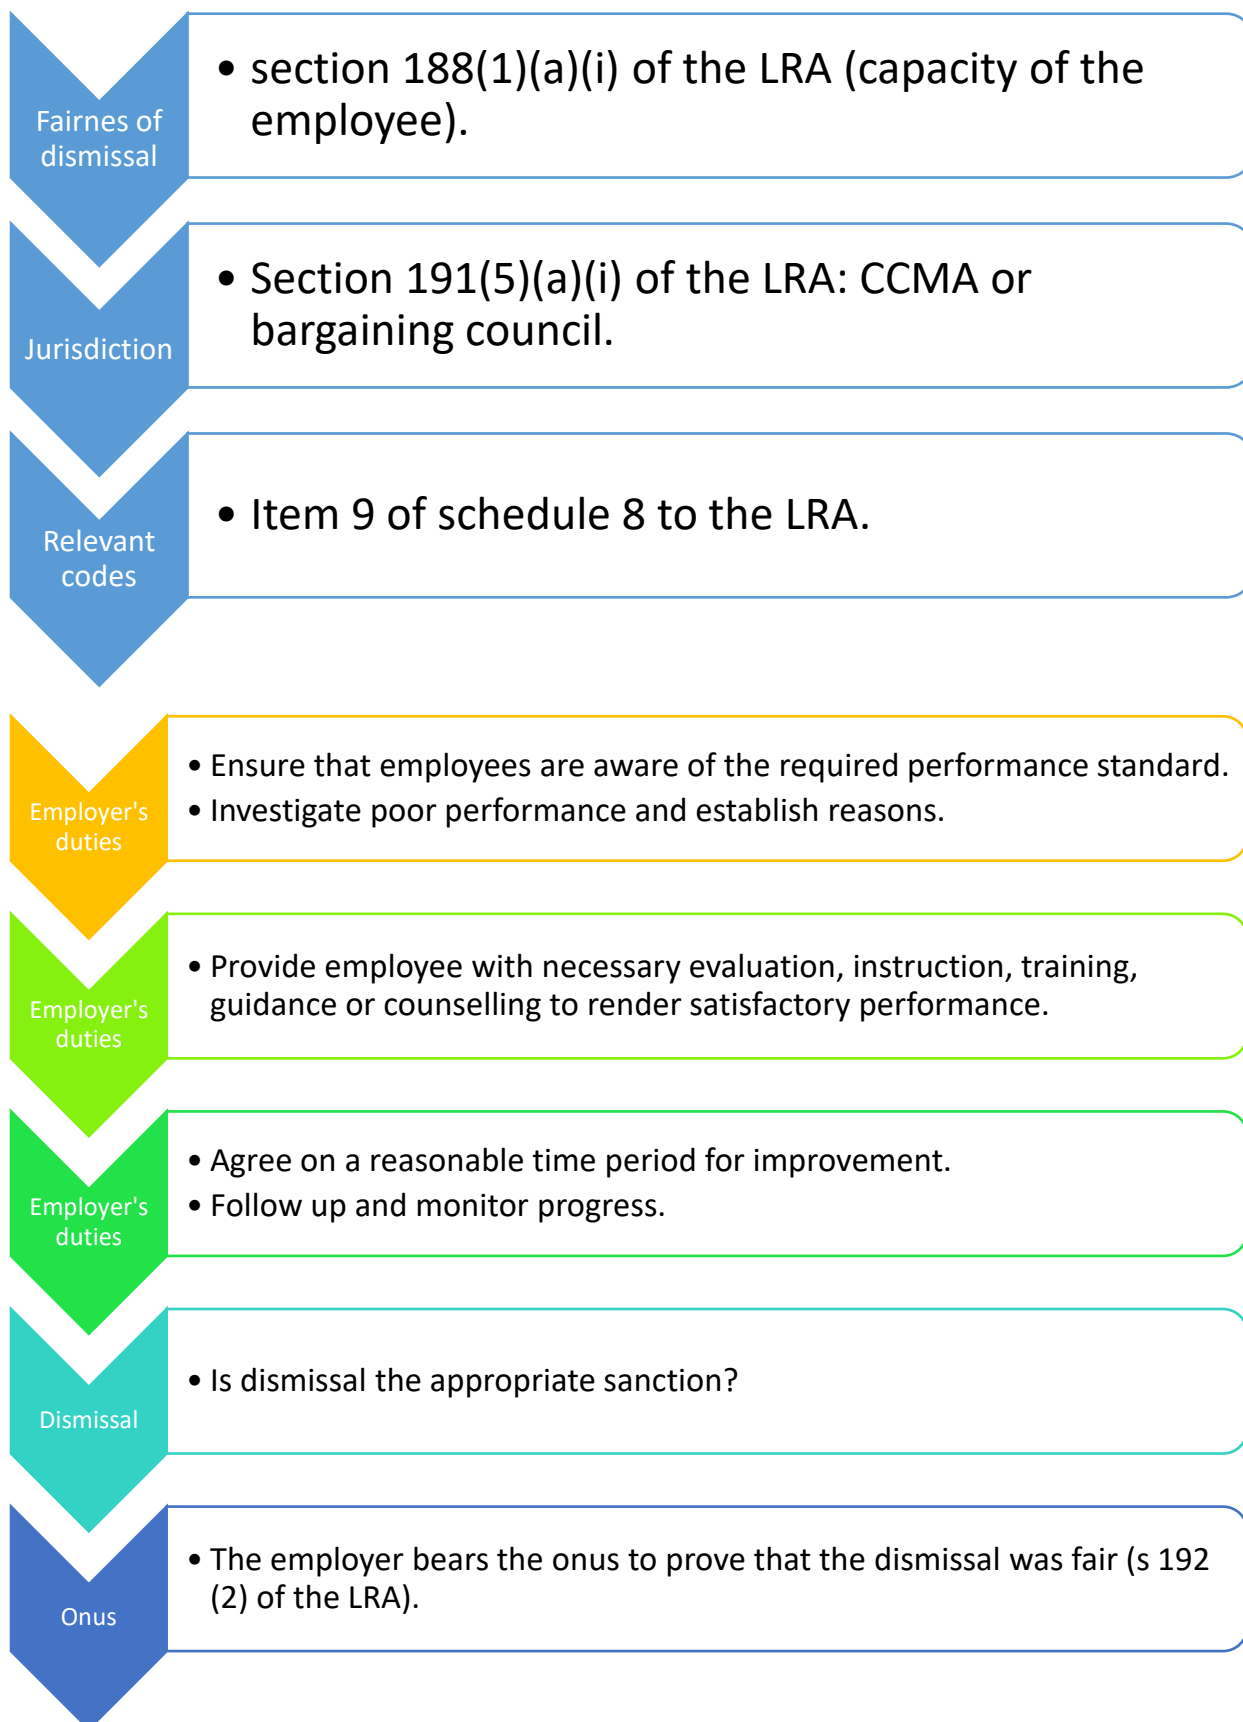 Fairnes of
dismissal
• section 188(1)(a)(i) of the LRA (capacity of the
employee).
Jurisdiction
• Section 191(5)(a)(i) of the LRA: CCMA or
bargaining council.
Relevant
codes
• Item 9 of schedule 8 to the LRA.
Employer's
duties
• Ensure that employees are aware of the required performance standard.
• Investigate poor performance and establish reasons.
Employer's
duties
• Provide employee with necessary evaluation, instruction, training,
guidance or counselling to render satisfactory performance.
Employer's
duties
• Agree on a reasonable time period for improvement.
• Follow up and monitor progress.
Dismissal
• Is dismissal the appropriate sanction?
Onus
• The employer bears the onus to prove that the dismissal was fair (s 192
(2) of the LRA).